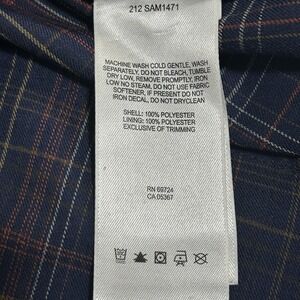 212 SAM1471
MACHINE WASH COLD GENTLE, WASH
SEPARATELY, DO NOT BLEACH, TUMBLE
DRY LOW, REMOVE PROMPTLY, IRON
LOW NO STEAM, DO NOT USE FABRIC
SOFTENER, IF PRESENT DO NOT
IRON DECAL, DO NOT DRYCLEAN
SHELL: 100% POLYESTER
LINING: 100% POLYESTER
EXCLUSIVE OF TRIMMING
RN 69724
CA 05367